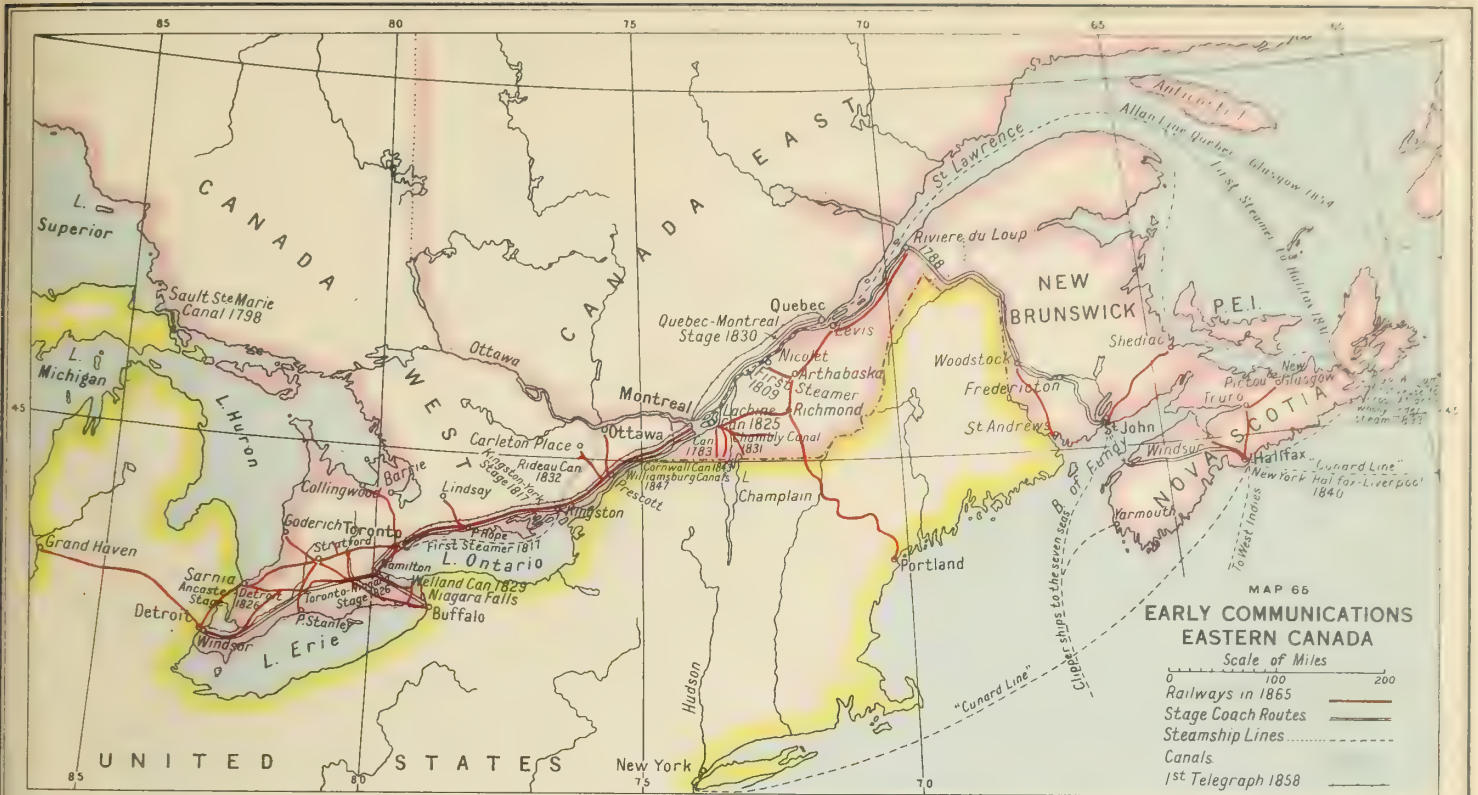 85
80
75
70
65
CANADA
WEST
CANADA EAST
L. Superior
Sault Ste Marie
Canal 1798
L. Michigan
45
L. Huron
Ottawa
Quebec-Montreal
Stage 1830
Quebec
Levis
Riviere du Loup
1788
St Lawrence
Allan Line Quebec Glasgow 1854
First Steamer to Halifax 1831
NEW
BRUNSWICK
P.E.I.
Shediac
Woodstock
Fredericton
St Andrews
St John
B. of Fundy
Nicolet
Arthabaska
First
Steamer
1809
Richmond
Montreal
Lachine
Can 1825
Chambly Canal
1831
Can
1783
Ottawa
Carleton Place
Rideau Can
1832
Kingston-York
Stage 1817
Cornwall Can
Williamsburg Canals
1847
Prescott
Kingston
L
Champlain
Barrie
Collingwood
Lindsay
Goderich
Toronto
Stratford
P. Hope
First Steamer 1817
L. Ontario
Hamilton
Welland Can 1829
Niagara Falls
Buffalo
Grand Haven
Sarnia
Ancaster
Stage
Detroit
1826
Toronto-Niagara
Stage 1826
P. Stanley
Detroit
Windsor
L. Erie
Portland
New
Pictou
Glasgow
Truro
NOVA SCOTIA
Windsor
Halifax
Yarmouth
"Cunard Line"
New York Halifax-Liverpool
1840
To West Indies
Clipper ships to the seven seas
"Cunard Line"
Hudson
New York
UNITED STATES
85
80
75
70
MAP 65
EARLY COMMUNICATIONS
EASTERN CANADA
Scale of Miles
0 100 200
Railways in 1865
Stage Coach Routes
Steamship Lines
Canals
1st Telegraph 1858